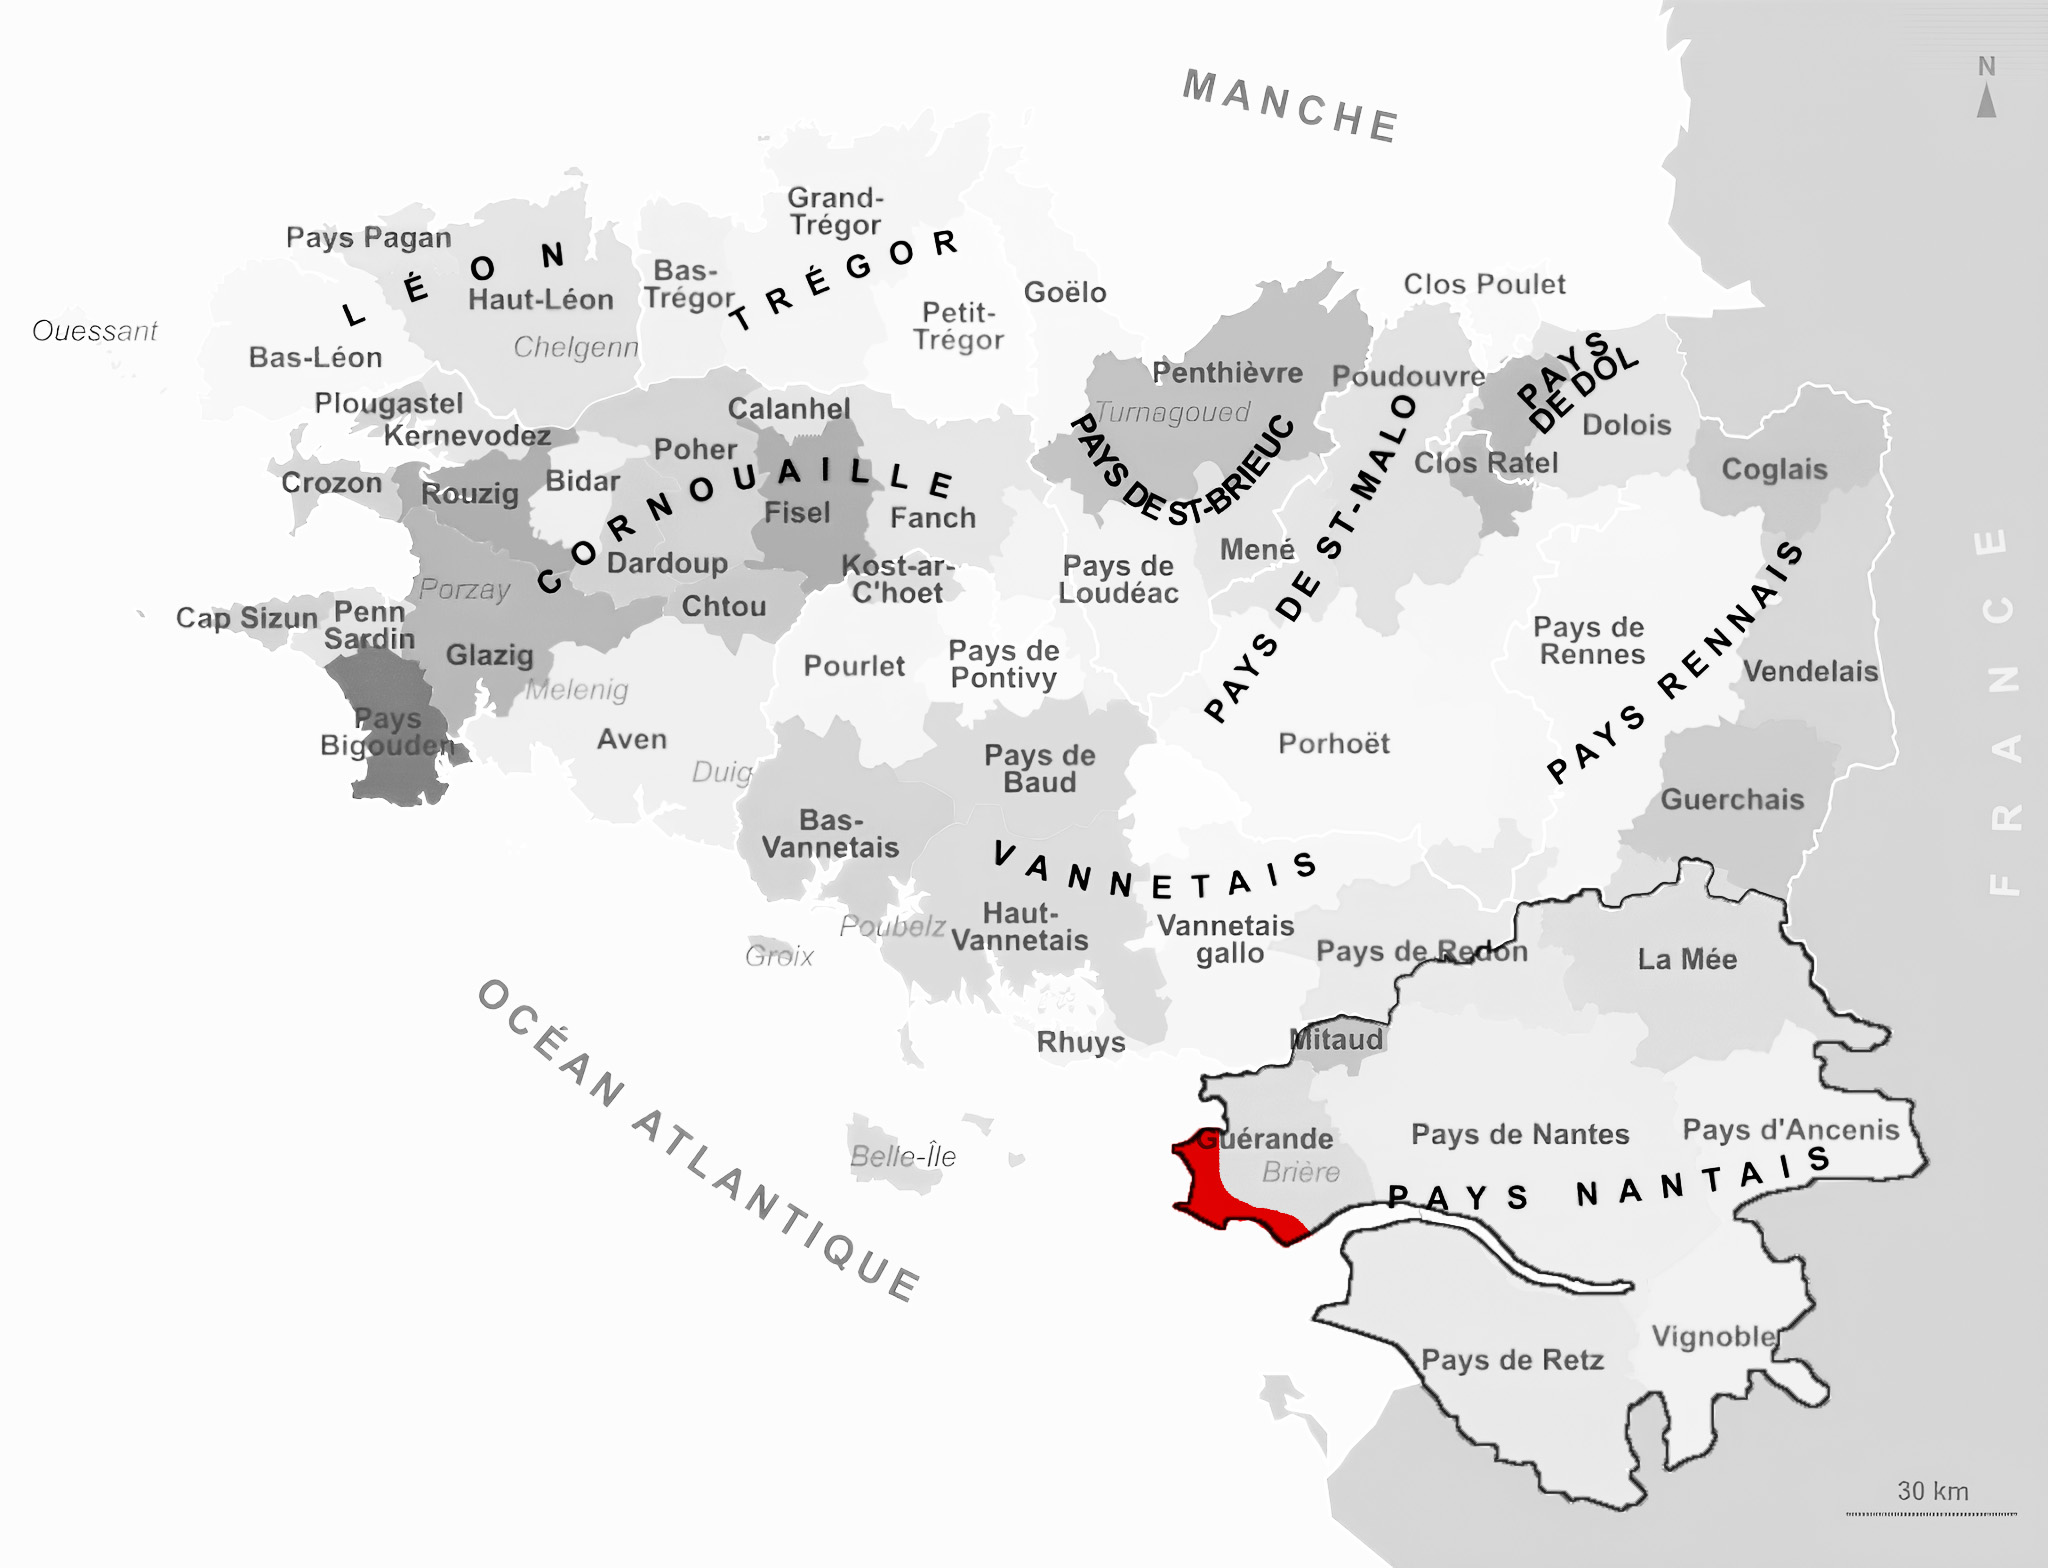 MANCHE
N
Grand-
Trégor
Pays Pagan
LÉON
TRÉGOR
Bas-
Trégor
Haut-Léon
Goëlo
Clos Poulet
Petit-
Trégor
Ouessant
Chelgenn
Bas-Léon
PAYS
DE DOL
Penthièvre
Poudouvre
Plougastel
Calanhel
Turnagoued
Dolois
Kernevodez
Poher
Clos Ratel
Coglais
Crozon
Rouzig
Bidar
CORNOUAILLE
PAYS DE ST-BRIEUC
PAYS DE ST-MALO
Fisel
Fanch
Mené
Dardoup
Kost-ar-
C'hoet
Pays de
Loudéac
Porzay
Chtou
FRANCE
Cap Sizun
Penn
Sardin
Pays de
Rennes
PAYS RENNAIS
Glazig
Pourlet
Pays de
Pontivy
Vendelais
Melenig
Pays
Bigouden
Aven
Porhoët
Duig
Pays de
Baud
Guerchais
Bas-
Vannetais
VANNETAIS
Poubelz
Haut-
Vannetais
Vannetais
gallo
Groix
Pays de Redon
La Mée
OCÉAN ATLANTIQUE
Rhuys
Mitaud
Guérande
Pays de Nantes
Pays d'Ancenis
Belle-Île
Brière
PAYS NANTAIS
Vignoble
Pays de Retz
30 km